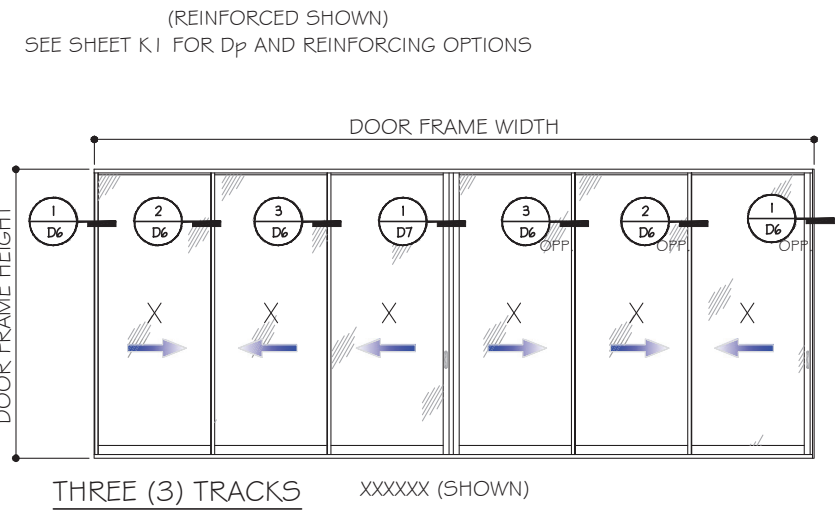 (REINFORCED SHOWN)
SEE SHEET K1 FOR Dp AND REINFORCING OPTIONS
DOOR FRAME WIDTH
DOOR FRAME HEIGHT
1 2 3 1 3 2 1
D6 D6 D6 D7 D6 D6 D6
OPP. OPP. OPP.
X X X X X X
THREE (3) TRACKS XXXXXX (SHOWN)